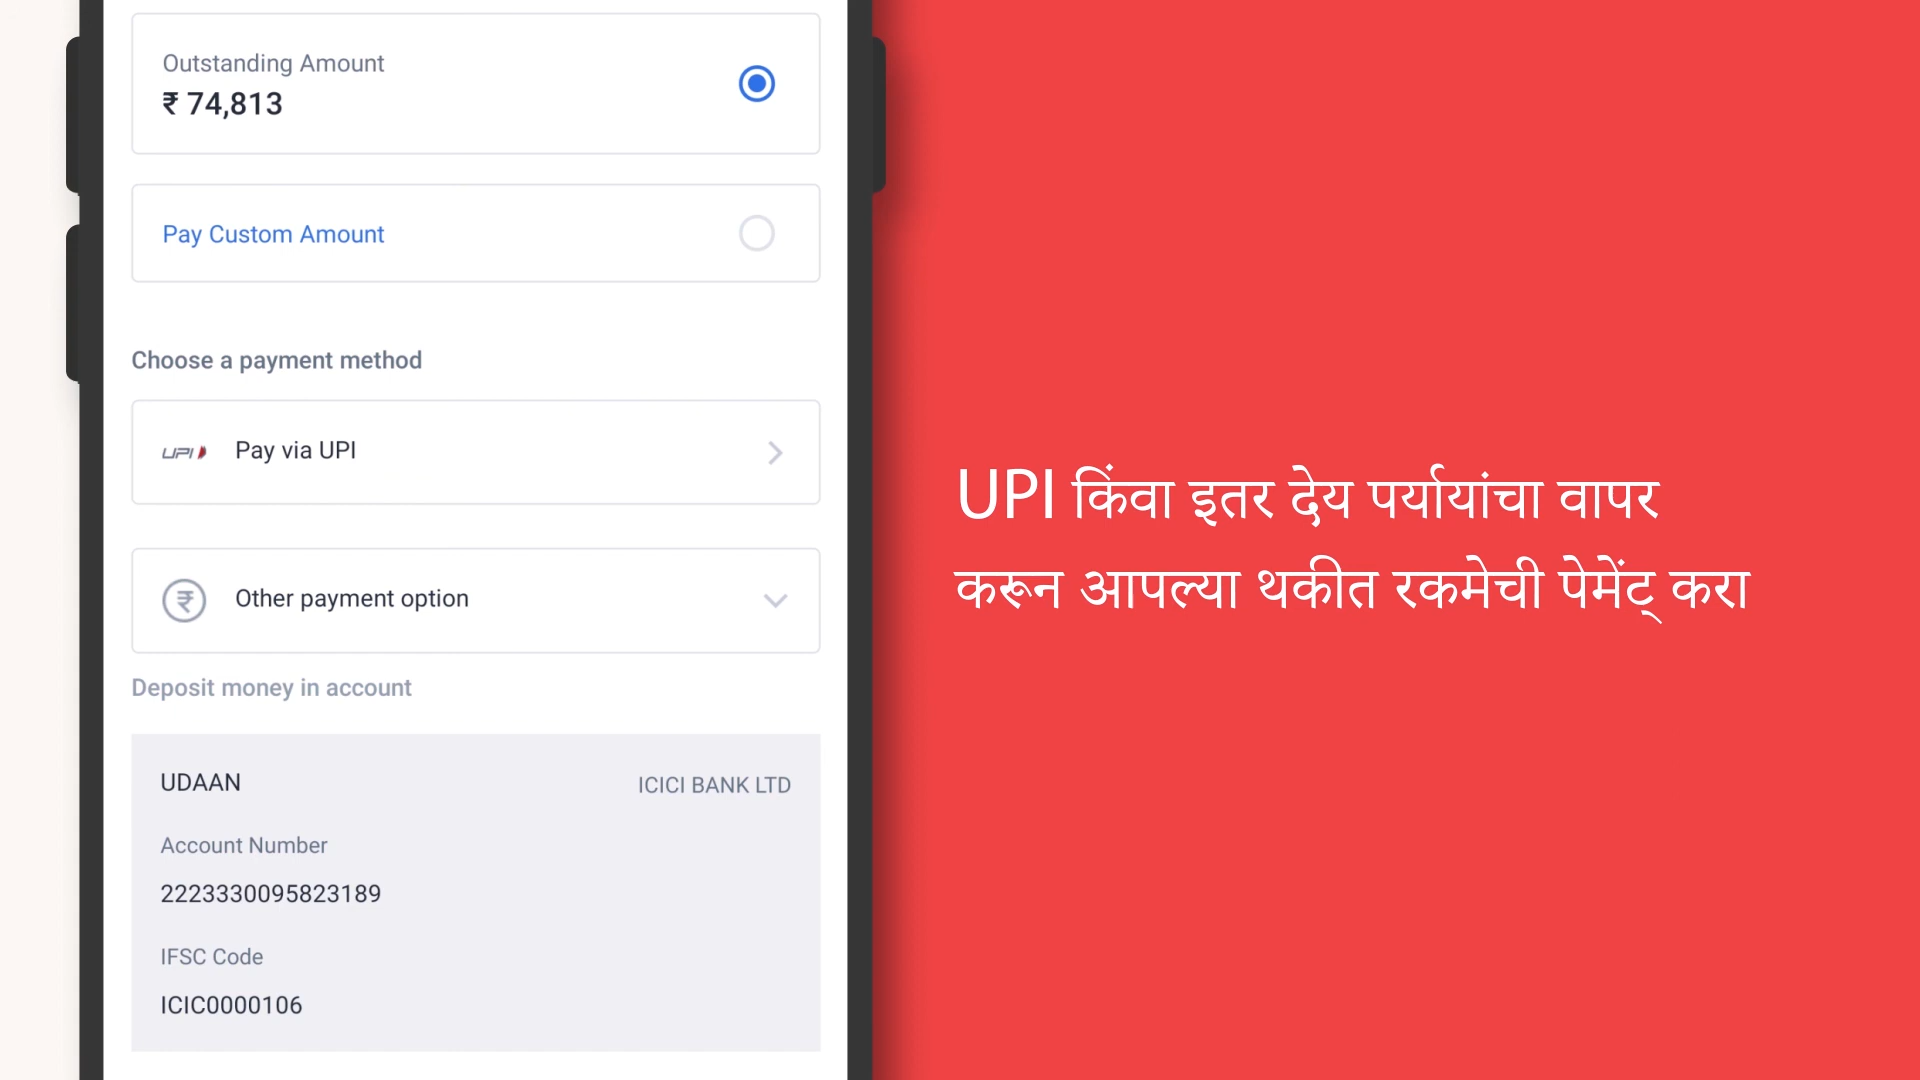 Outstanding Amount
₹ 74,813
Pay Custom Amount
Choose a payment method
UPI Pay via UPI
Other payment option
Deposit money in account
UDAAN ICICI BANK LTD
Account Number
2223330095823189
IFSC Code
ICIC0000106
UPI किंवा इतर देय पर्यायांचा वापर
करून आपल्या थकीत रकमेची पेमेंट् करा